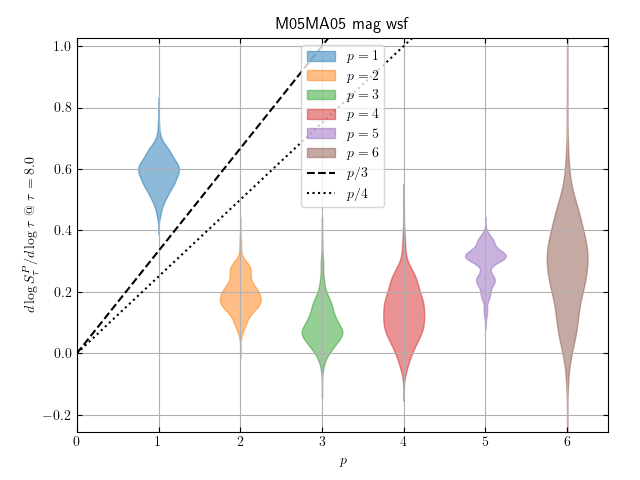 M05MA05 mag wsf
d log S_τ^P / d log τ @ τ = 8.0
1.0
0.8
0.6
0.4
0.2
0.0
−0.2
p = 1
p = 2
p = 3
p = 4
p = 5
p = 6
p/3
p/4
0 1 2 3 4 5 6
p